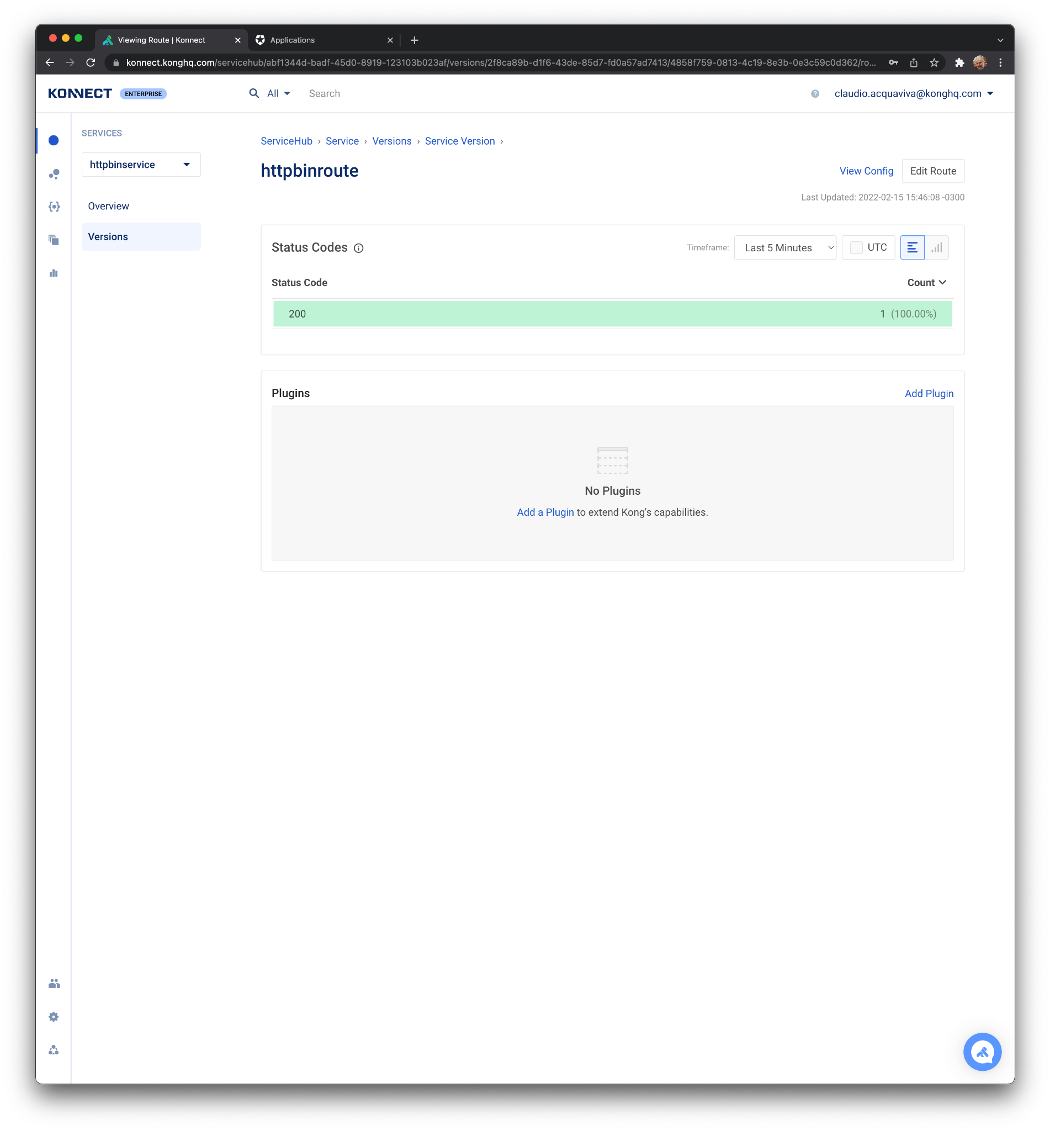 Viewing Route | Konnect
Applications
konnect.konghq.com/servicehub/abf1344d-badf-45d0-8919-123103b023af/versions/2f8ca89b-d1f6-43de-85d7-fd0a57ad7413/4858f759-0813-4c19-8e3b-0e3c59c0d362/ro...
KONNECT ENTERPRISE
All Search
claudio.acquaviva@konghq.com
SERVICES
httpbinservice
Overview
Versions
ServiceHub › Service › Versions › Service Version ›
httpbinroute
View Config Edit Route
Last Updated: 2022-02-15 15:46:08 -0300
Status Codes
Timeframe: Last 5 Minutes UTC
Status Code Count
200 1 (100.00%)
Plugins Add Plugin
No Plugins
Add a Plugin to extend Kong's capabilities.